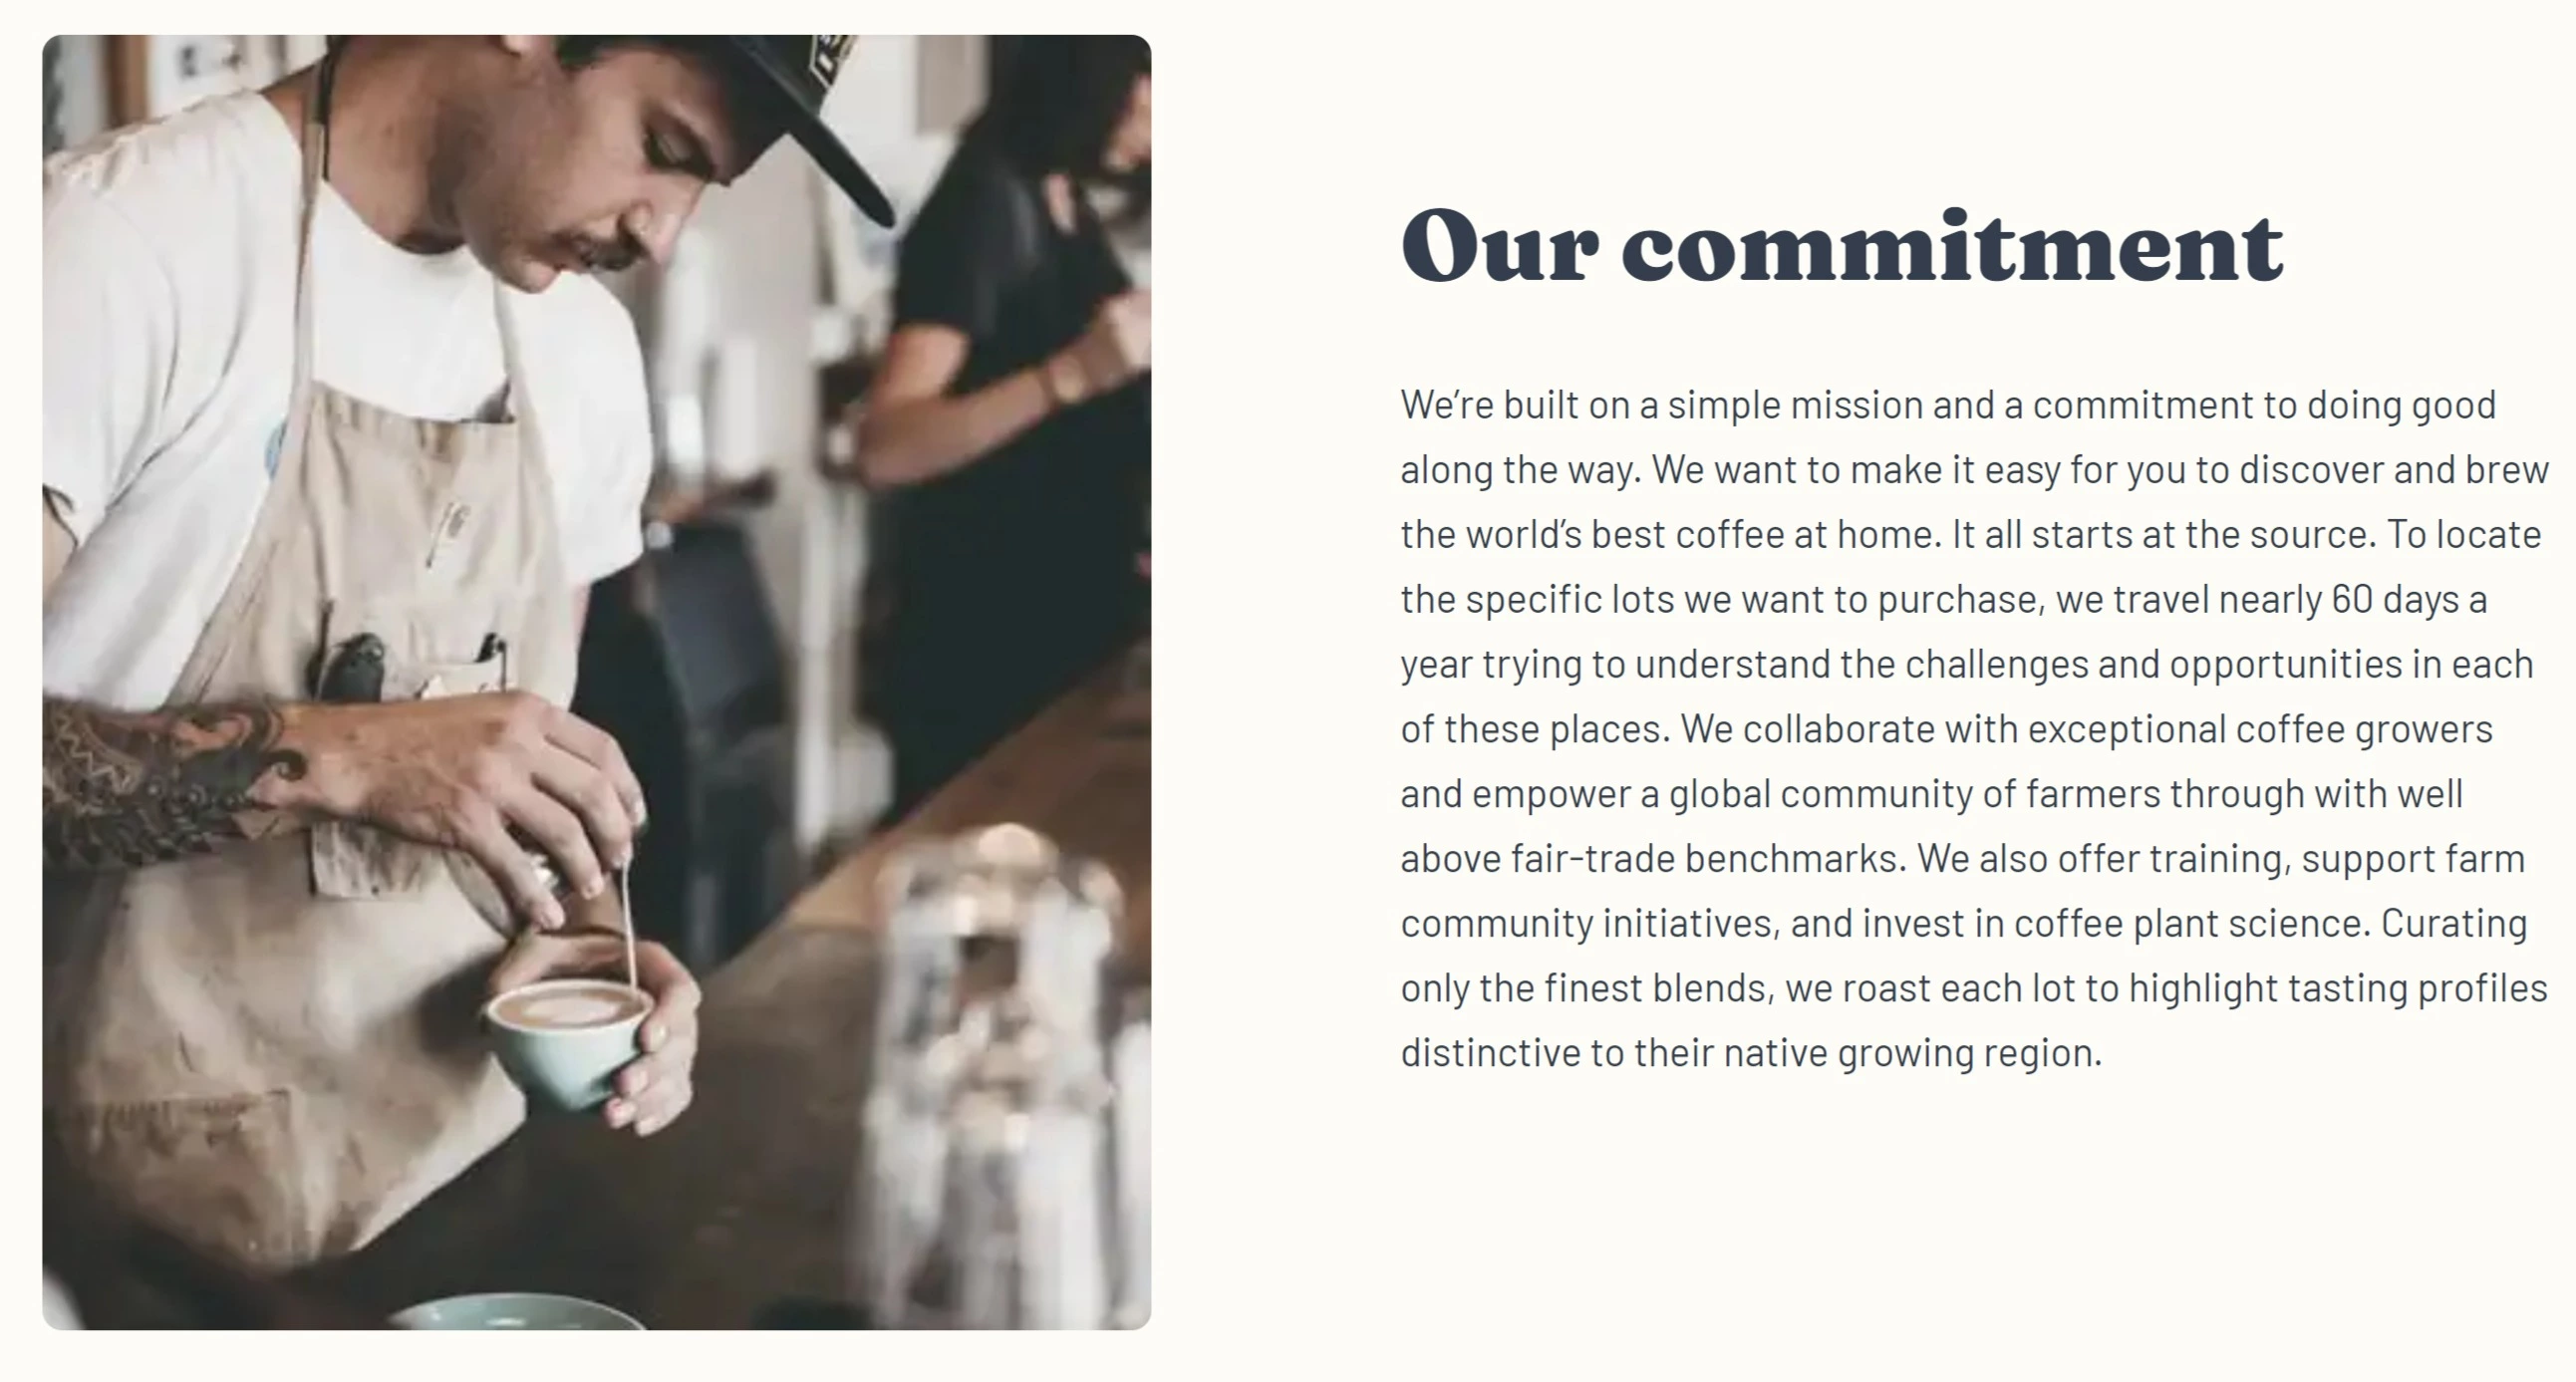 Our commitment
We’re built on a simple mission and a commitment to doing good
along the way. We want to make it easy for you to discover and brew
the world’s best coffee at home. It all starts at the source. To locate
the specific lots we want to purchase, we travel nearly 60 days a
year trying to understand the challenges and opportunities in each
of these places. We collaborate with exceptional coffee growers
and empower a global community of farmers through with well
above fair-trade benchmarks. We also offer training, support farm
community initiatives, and invest in coffee plant science. Curating
only the finest blends, we roast each lot to highlight tasting profiles
distinctive to their native growing region.